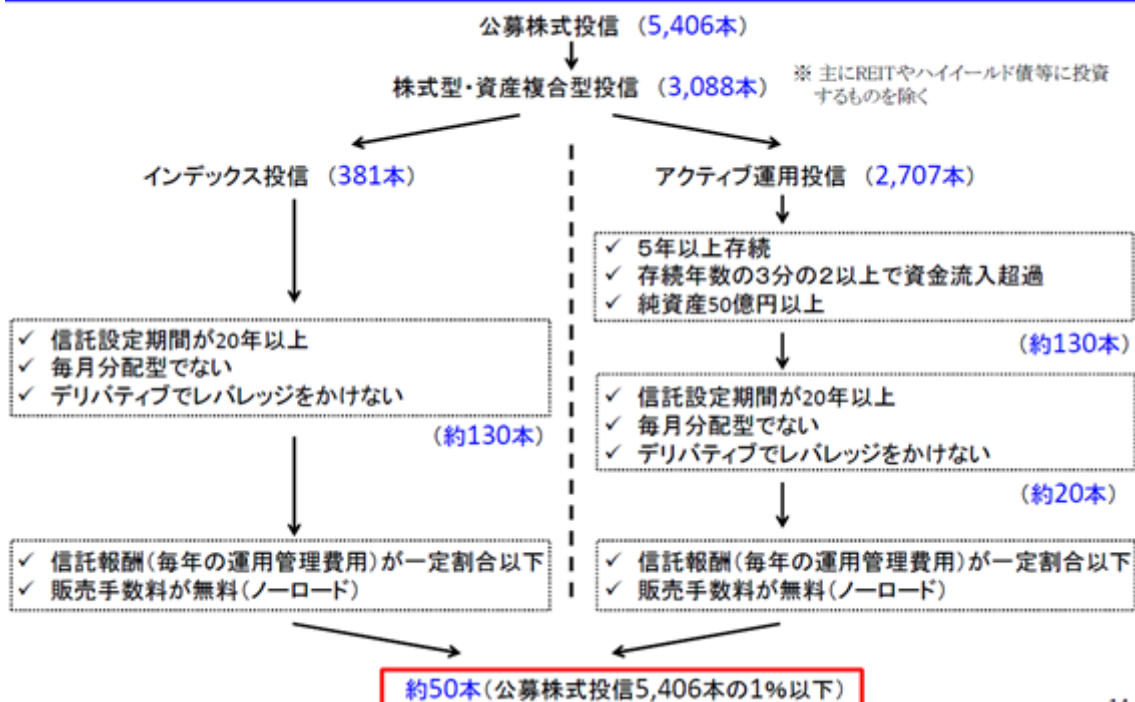 公募株式投信 (5,406本)
株式型・資産複合型投信 (3,088本)
※ 主にREITやハイイールド債等に投資
するものを除く
インデックス投信 (381本)
✓ 信託設定期間が20年以上
✓ 毎月分配型でない
✓ デリバティブでレバレッジをかけない
(約130本)
✓ 信託報酬(毎年の運用管理費用)が一定割合以下
✓ 販売手数料が無料(ノーロード)
アクティブ運用投信 (2,707本)
✓ 5年以上存続
✓ 存続年数の3分の2以上で資金流入超過
✓ 純資産50億円以上
(約130本)
✓ 信託設定期間が20年以上
✓ 毎月分配型でない
✓ デリバティブでレバレッジをかけない
(約20本)
✓ 信託報酬(毎年の運用管理費用)が一定割合以下
✓ 販売手数料が無料(ノーロード)
約50本(公募株式投信5,406本の1%以下)